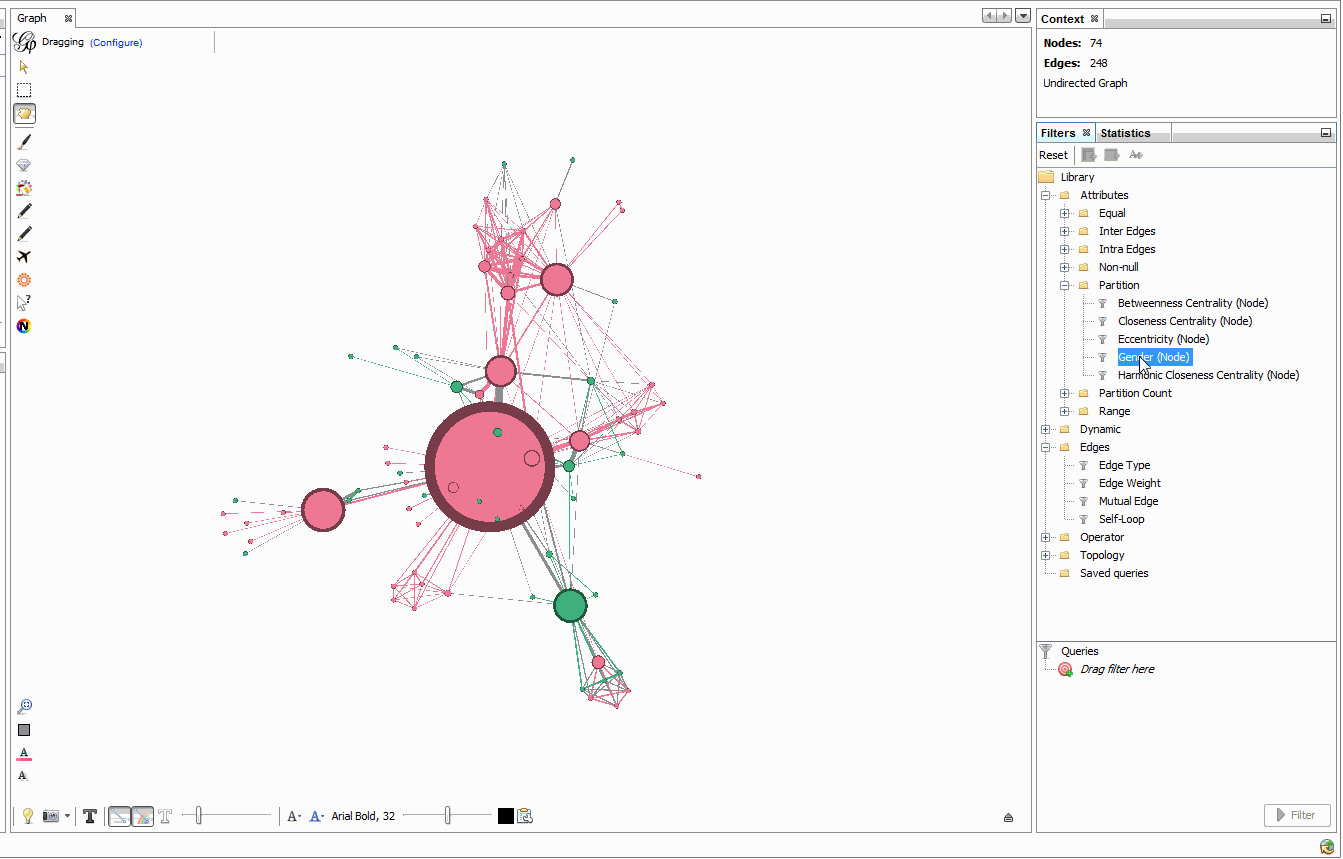 Graph
Dragging (Configure)
Context
Nodes: 74
Edges: 248
Undirected Graph
Filters Statistics
Reset
Library
Attributes
Equal
Inter Edges
Intra Edges
Non-null
Partition
Betweenness Centrality (Node)
Closeness Centrality (Node)
Eccentricity (Node)
Gender (Node)
Harmonic Closeness Centrality (Node)
Partition Count
Range
Dynamic
Edges
Edge Type
Edge Weight
Mutual Edge
Self-Loop
Operator
Topology
Saved queries
Queries
Drag filter here
Filter
T T A- A- Arial Bold, 32